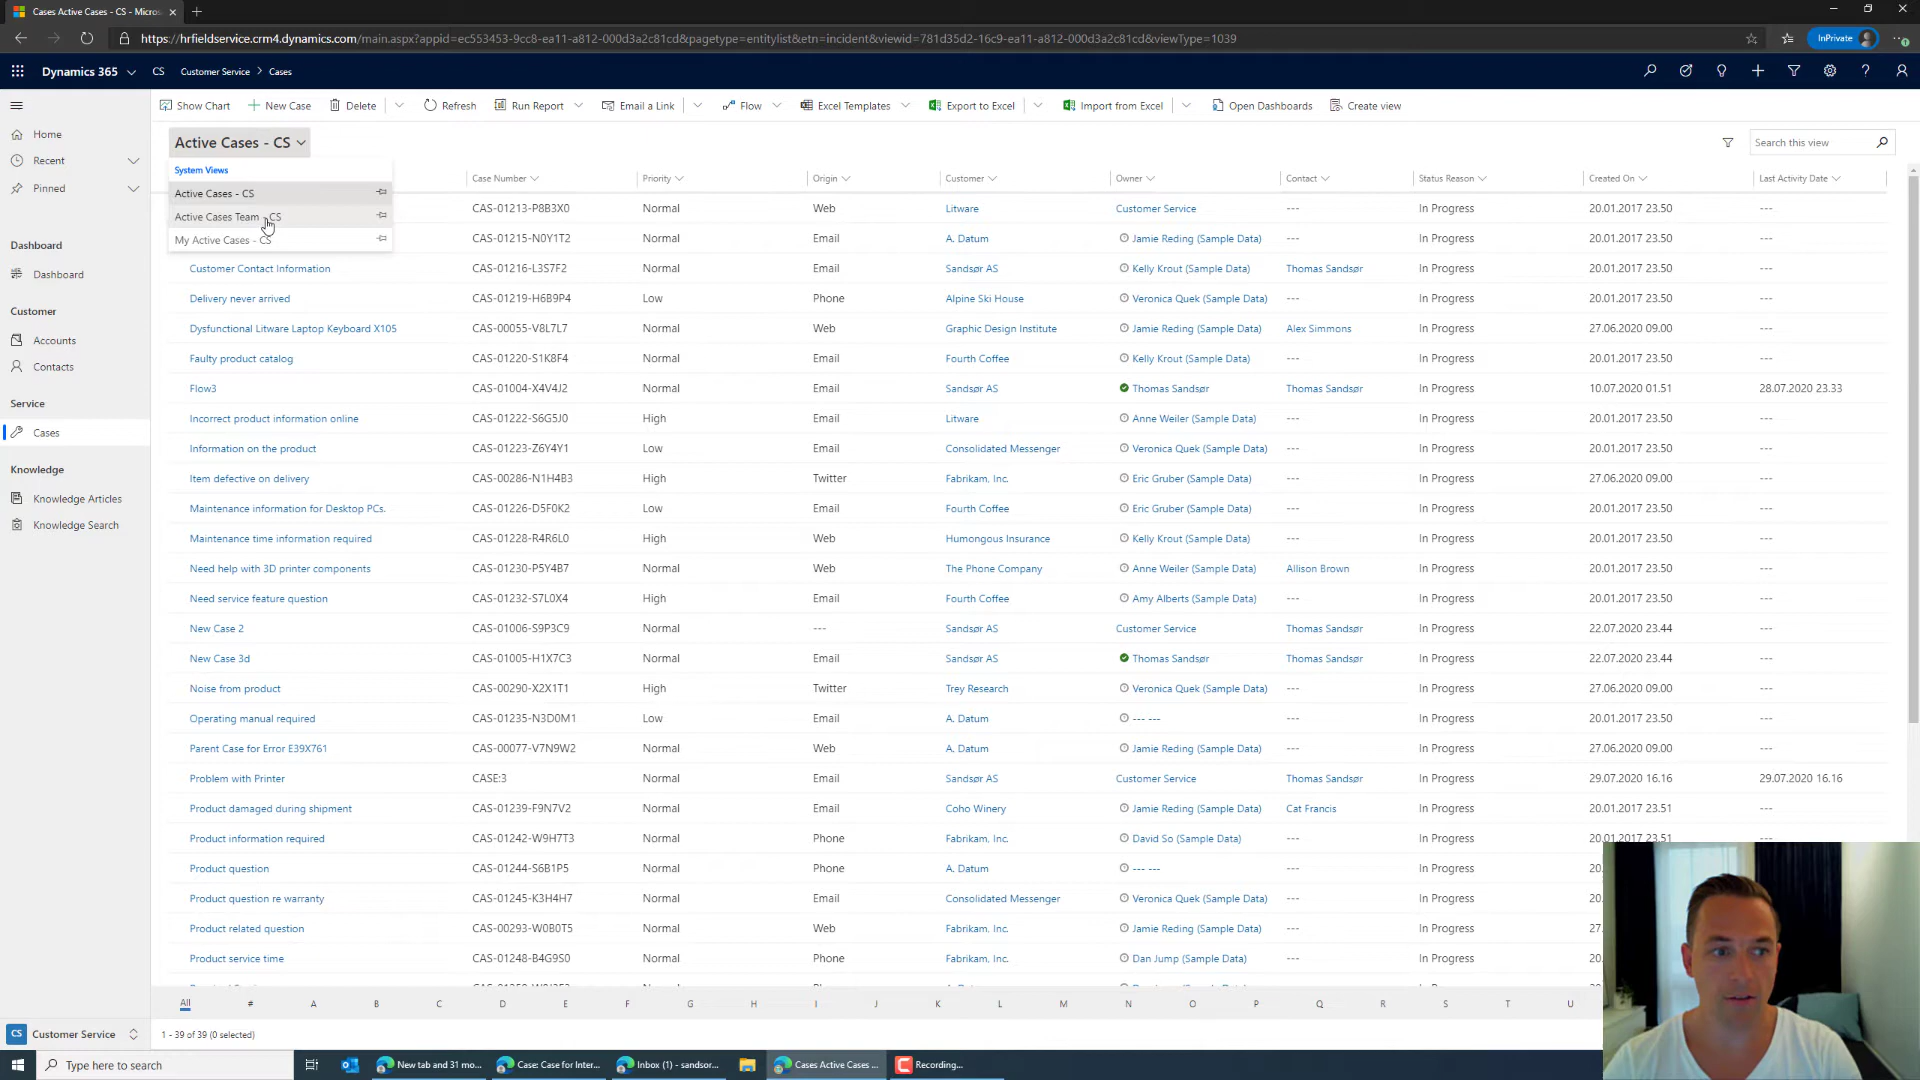 Cases Active Cases - CS - Micros
https://hrfieldservice.crm4.dynamics.com/main.aspx?appid=ec553453-9cc8-ea11-a812-000d3a2c81cd&pagetype=entitylist&etn=incident&viewid=781d35d2-16c9-ea11-a812-000d3a2c81cd&viewType=1039
InPrivate
Dynamics 365 CS Customer Service > Cases
Show Chart New Case Delete Refresh Run Report Email a Link Flow Excel Templates Export to Excel Import from Excel Open Dashboards Create view
Home
Recent
Pinned
Dashboard
Dashboard
Customer
Accounts
Contacts
Service
Cases
Knowledge
Knowledge Articles
Knowledge Search
CS Customer Service
Active Cases - CS
Search this view
System Views
Active Cases - CS
Active Cases Team - CS
My Active Cases - CS
Case Number Priority Origin Customer Owner Contact Status Reason Created On Last Activity Date
CAS-01213-P8B3X0 Normal Web Litware Customer Service --- In Progress 20.01.2017 23.50 ---
CAS-01215-N0Y1T2 Normal Email A. Datum Jamie Reding (Sample Data) --- In Progress 20.01.2017 23.50 ---
Customer Contact Information CAS-01216-L3S7F2 Normal Email Sandsør AS Kelly Krout (Sample Data) Thomas Sandsør In Progress 20.01.2017 23.50 ---
Delivery never arrived CAS-01219-H6B9P4 Low Phone Alpine Ski House Veronica Quek (Sample Data) --- In Progress 20.01.2017 23.50 ---
Dysfunctional Litware Laptop Keyboard X105 CAS-00055-V8L7L7 Normal Web Graphic Design Institute Jamie Reding (Sample Data) Alex Simmons In Progress 27.06.2020 09.00 ---
Faulty product catalog CAS-01220-S1K8F4 Normal Email Fourth Coffee Kelly Krout (Sample Data) --- In Progress 20.01.2017 23.50 ---
Flow3 CAS-01004-X4V4J2 Normal Email Sandsør AS Thomas Sandsør Thomas Sandsør In Progress 10.07.2020 01.51 28.07.2020 23.33
Incorrect product information online CAS-01222-S6G5J0 High Email Litware Anne Weiler (Sample Data) --- In Progress 20.01.2017 23.50 ---
Information on the product CAS-01223-Z6Y4Y1 Low Email Consolidated Messenger Veronica Quek (Sample Data) --- In Progress 20.01.2017 23.50 ---
Item defective on delivery CAS-00286-N1H4B3 High Twitter Fabrikam, Inc. Eric Gruber (Sample Data) --- In Progress 27.06.2020 09.00 ---
Maintenance information for Desktop PCs. CAS-01226-D5F0K2 Low Email Fourth Coffee Eric Gruber (Sample Data) --- In Progress 20.01.2017 23.50 ---
Maintenance time information required CAS-01228-R4R6L0 High Web Humongous Insurance Kelly Krout (Sample Data) --- In Progress 20.01.2017 23.50 ---
Need help with 3D printer components CAS-01230-P5Y4B7 Normal Web The Phone Company Anne Weiler (Sample Data) Allison Brown In Progress 20.01.2017 23.50 ---
Need service feature question CAS-01232-S7L0X4 High Email Fourth Coffee Amy Alberts (Sample Data) --- In Progress 20.01.2017 23.50 ---
New Case 2 CAS-01006-S9P3C9 Normal --- Sandsør AS Customer Service Thomas Sandsør In Progress 22.07.2020 23.44 ---
New Case 3d CAS-01005-H1X7C3 Normal Email Sandsør AS Thomas Sandsør Thomas Sandsør In Progress 22.07.2020 23.44 ---
Noise from product CAS-00290-X2X1T1 High Twitter Trey Research Veronica Quek (Sample Data) --- In Progress 27.06.2020 09.00 ---
Operating manual required CAS-01235-N3D0M1 Low Email A. Datum --- --- --- In Progress 20.01.2017 23.50 ---
Parent Case for Error E39X761 CAS-00077-V7N9W2 Normal Web A. Datum Jamie Reding (Sample Data) --- In Progress 27.06.2020 09.00 ---
Problem with Printer CASE:3 Normal Email Sandsør AS Customer Service Thomas Sandsør In Progress 29.07.2020 16.16 29.07.2020 16.16
Product damaged during shipment CAS-01239-F9N7V2 Normal Email Coho Winery Jamie Reding (Sample Data) Cat Francis In Progress 20.01.2017 23.51 ---
Product information required CAS-01242-W9H7T3 Normal Phone Fabrikam, Inc. David So (Sample Data) --- In Progress 20.01.2017 23.51
Product question CAS-01244-S6B1P5 Normal Phone A. Datum --- --- --- In Progress 20.
Product question re warranty CAS-01245-K3H4H7 Normal Email Consolidated Messenger Veronica Quek (Sample Data) --- In Progress 20.
Product related question CAS-00293-W0B0T5 Normal Web Fabrikam, Inc. Jamie Reding (Sample Data) --- In Progress 27.
Product service time CAS-01248-B4G9S0 Normal Phone Fabrikam, Inc. Dan Jump (Sample Data) --- In Progress 20.
All # A B C D E F G H I J K L M N O P Q R S T U
1 - 39 of 39 (0 selected)
Type here to search New tab and 31 mo... Case: Case for Inter... Inbox (1) - sandsor... Cases Active Cases ... Recording...